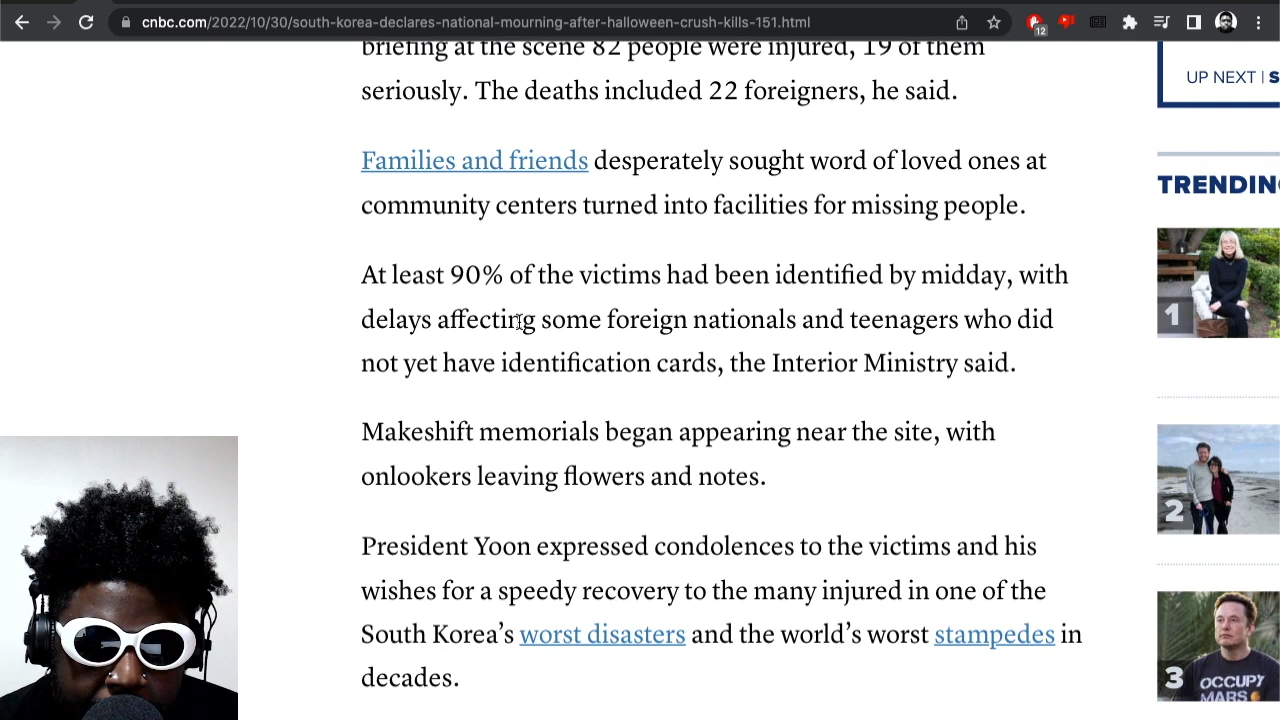 cnbc.com/2022/10/30/south-korea-declares-national-mourning-after-halloween-crush-kills-151.html
12
briefing at the scene 82 people were injured, 19 of them
seriously. The deaths included 22 foreigners, he said.
UP NEXT | S
Families and friends desperately sought word of loved ones at
community centers turned into facilities for missing people.
At least 90% of the victims had been identified by midday, with
delays affecting some foreign nationals and teenagers who did
not yet have identification cards, the Interior Ministry said.
Makeshift memorials began appearing near the site, with
onlookers leaving flowers and notes.
President Yoon expressed condolences to the victims and his
wishes for a speedy recovery to the many injured in one of the
South Korea’s worst disasters and the world’s worst stampedes in
decades.
TRENDIN
1
2
3
OCCUPY
MARS